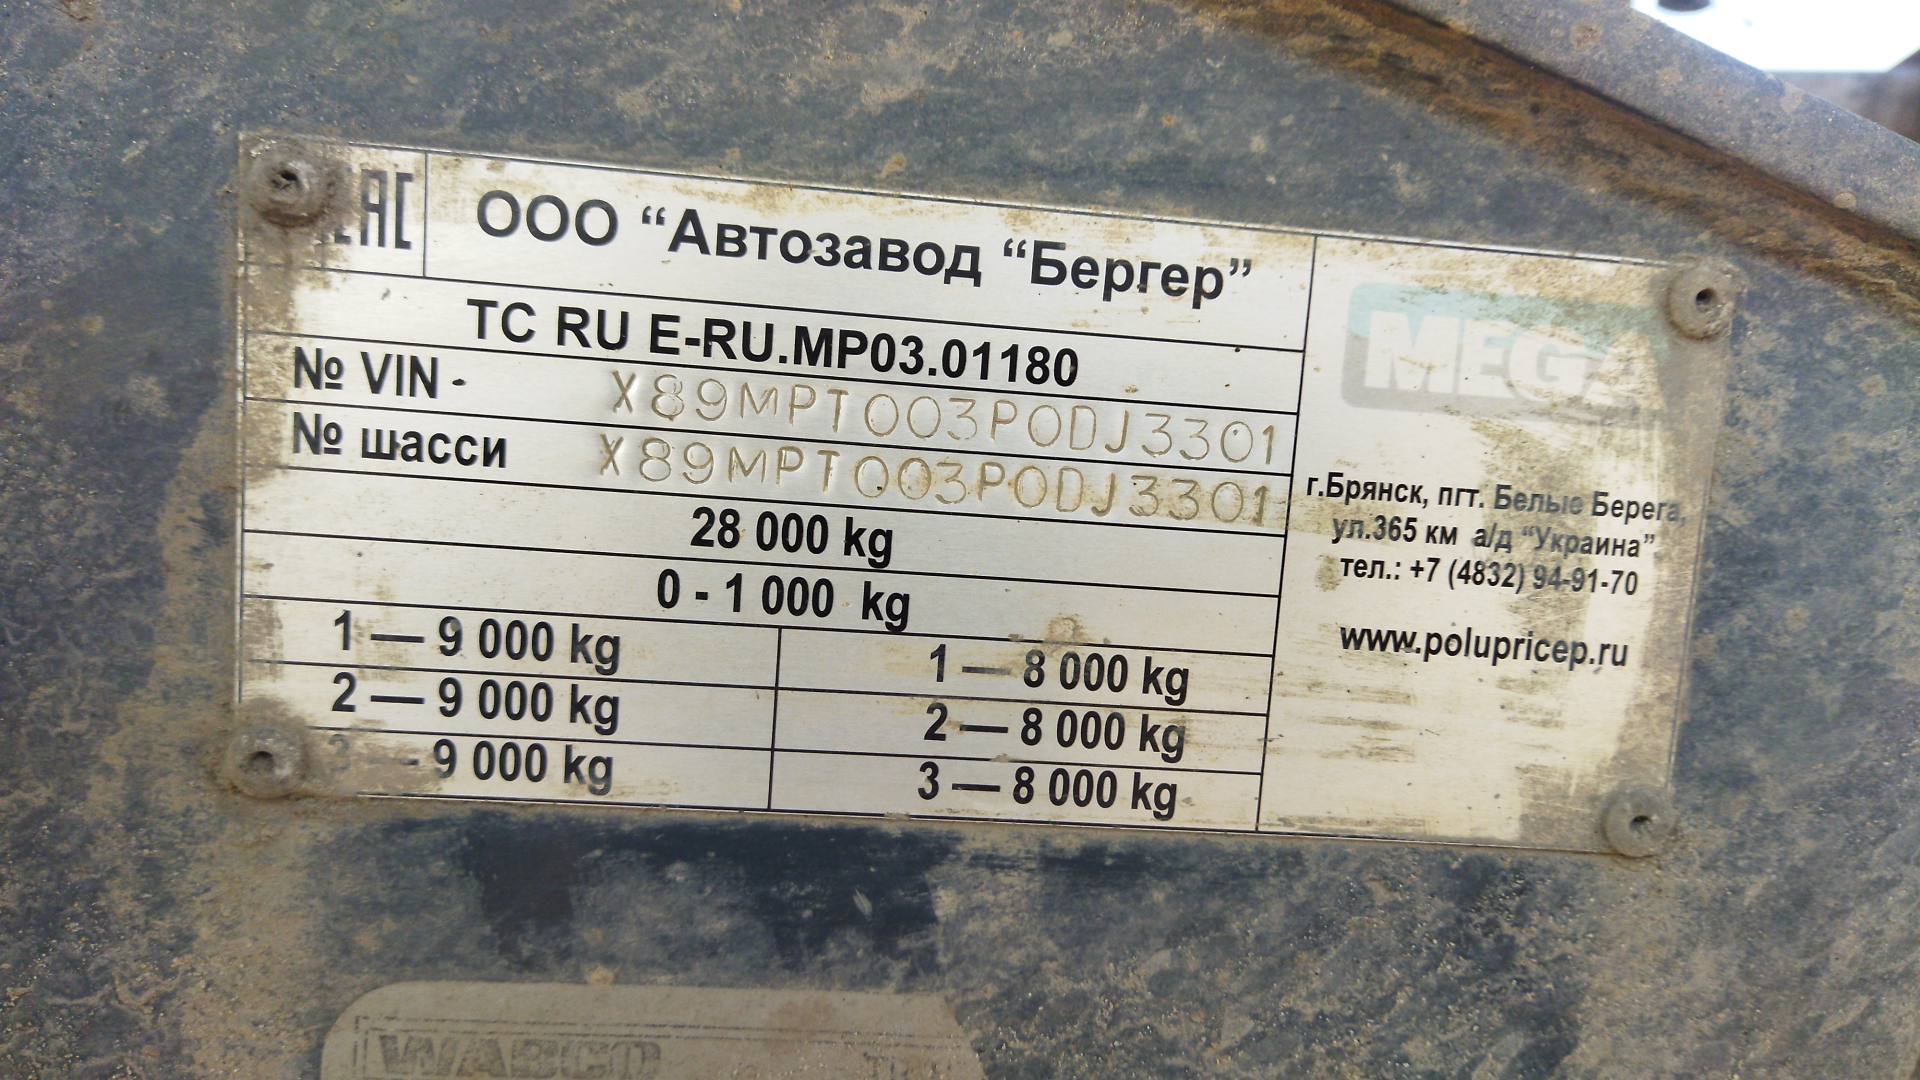 EAC
ООО “Автозавод “Бергер”
ТС RU E-RU.MP03.01180
№ VIN - X89MPT003P0DJ3301
№ шасси X89MPT003P0DJ3301
28 000 kg
0 - 1 000 kg
1 — 9 000 kg 1 — 8 000 kg
2 — 9 000 kg 2 — 8 000 kg
3 — 9 000 kg 3 — 8 000 kg
MEGA
г.Брянск, пгт. Белые Берега,
ул.365 км а/д “Украина”
тел.: +7 (4832) 94-91-70
www.polupricep.ru
WABCO